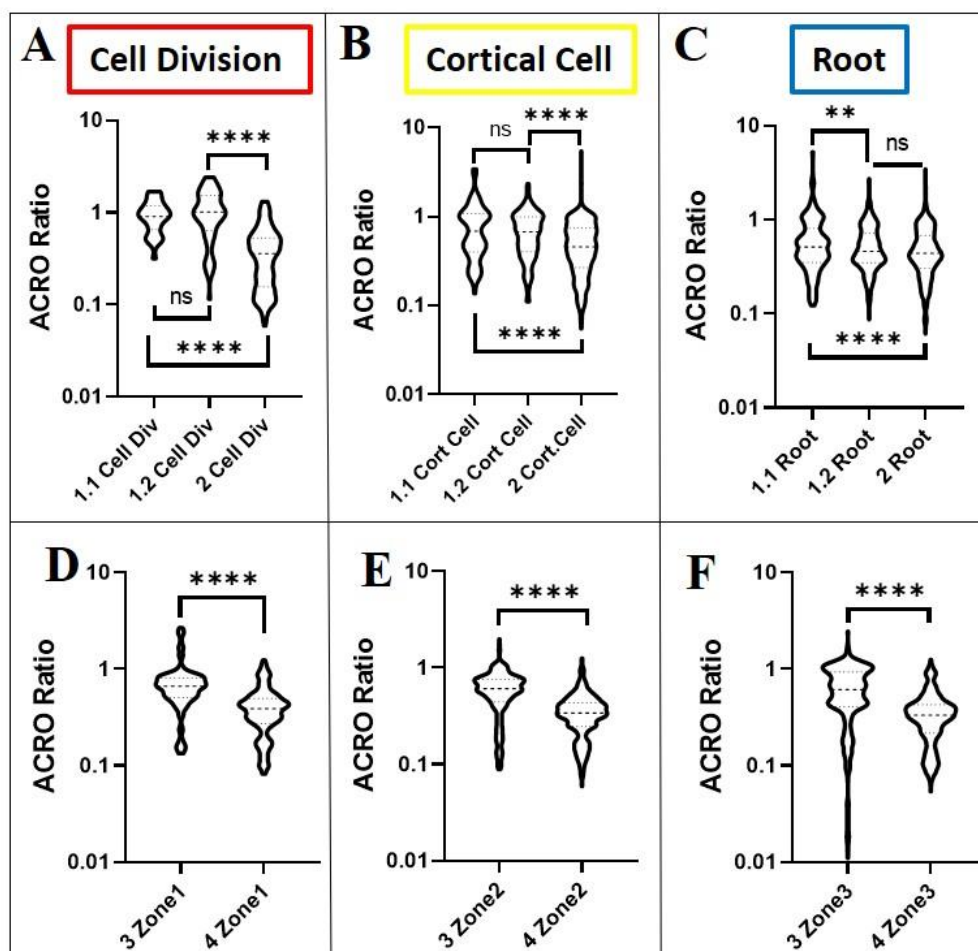 A
Cell Division
ACRO Ratio
10
1
0.1
0.01
****
ns
****
1.1 Cell Div
1.2 Cell Div
2 Cell Div
B
Cortical Cell
ACRO Ratio
10
1
0.1
0.01
ns
****
****
1.1 Cort Cell
1.2 Cort Cell
2 Cort.Cell
C
Root
ACRO Ratio
10
1
0.1
0.01
**
ns
****
1.1 Root
1.2 Root
2 Root
D
ACRO Ratio
10
1
0.1
0.01
****
3 Zone1
4 Zone1
E
ACRO Ratio
10
1
0.1
0.01
****
3 Zone2
4 Zone2
F
ACRO Ratio
10
1
0.1
0.01
****
3 Zone3
4 Zone3